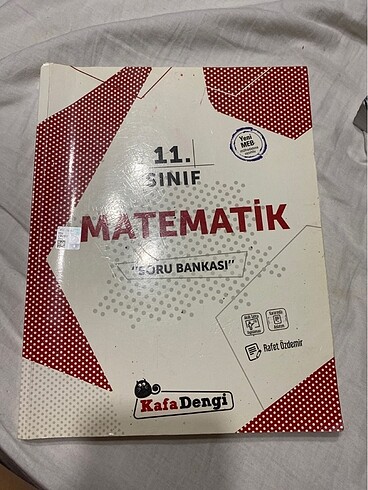 11.
SINIF
Yeni
MEB
MATEMATİK
"SORU BANKASI"
Rafet Özdemir
KafaDengi